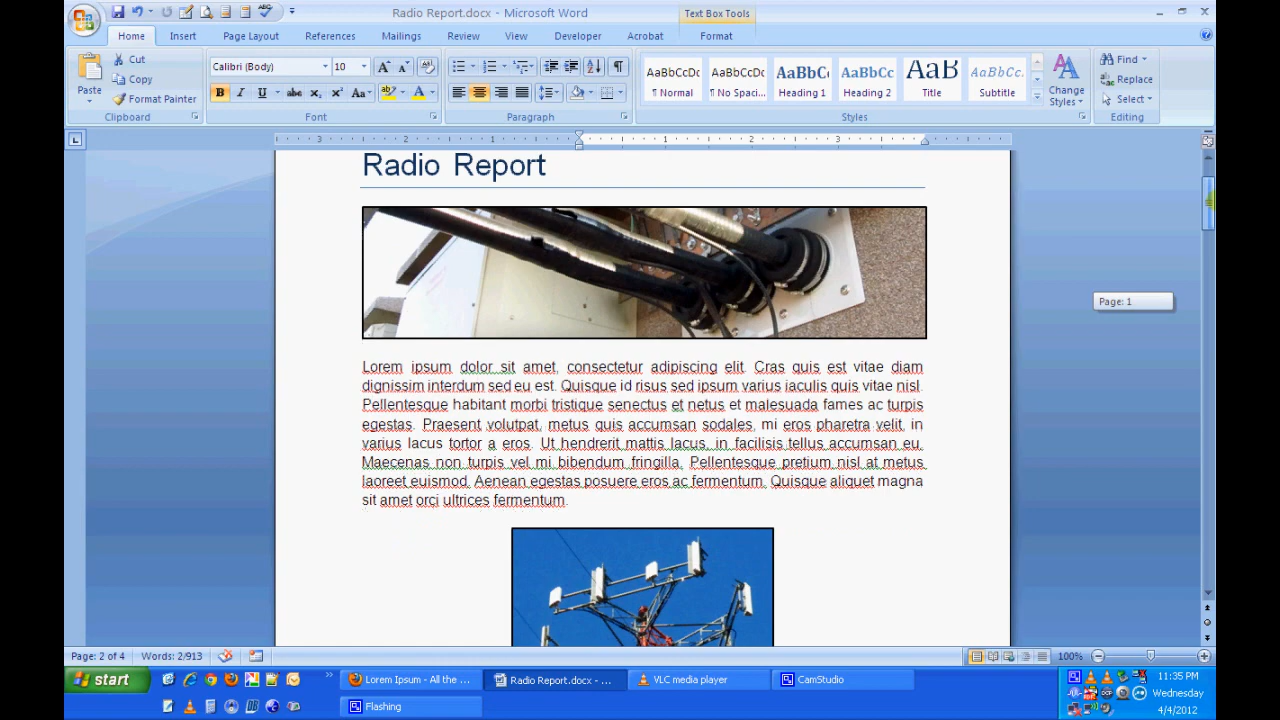 Radio Report.docx - Microsoft Word
Text Box Tools
Home Insert Page Layout References Mailings Review View Developer Acrobat Format
Paste
Cut
Copy
Format Painter
Clipboard
Calibri (Body) 10
Font
Paragraph
AaBbCcDc AaBbCcDc AaBbC AaBbCc AaB AaBbCc.
¶ Normal ¶ No Spaci... Heading 1 Heading 2 Title Subtitle
Change Styles
Styles
Find
Replace
Select
Editing
3 2 1 1 2 3
Radio Report
Page: 1
Lorem ipsum dolor sit amet, consectetur adipiscing elit. Cras quis est vitae diam
dignissim interdum sed eu est. Quisque id risus sed ipsum varius iaculis quis vitae nisl.
Pellentesque habitant morbi tristique senectus et netus et malesuada fames ac turpis
egestas. Praesent volutpat, metus quis accumsan sodales, mi eros pharetra velit, in
varius lacus tortor a eros. Ut hendrerit mattis lacus, in facilisis tellus accumsan eu.
Maecenas non turpis vel mi bibendum fringilla. Pellentesque pretium nisl at metus
laoreet euismod. Aenean egestas posuere eros ac fermentum. Quisque aliquet magna
sit amet orci ultrices fermentum.
Page: 2 of 4 Words: 2/913 100%
start
Lorem Ipsum - All the ...
Radio Report.docx - ...
VLC media player
CamStudio
Flashing
11:35 PM
Wednesday
4/4/2012